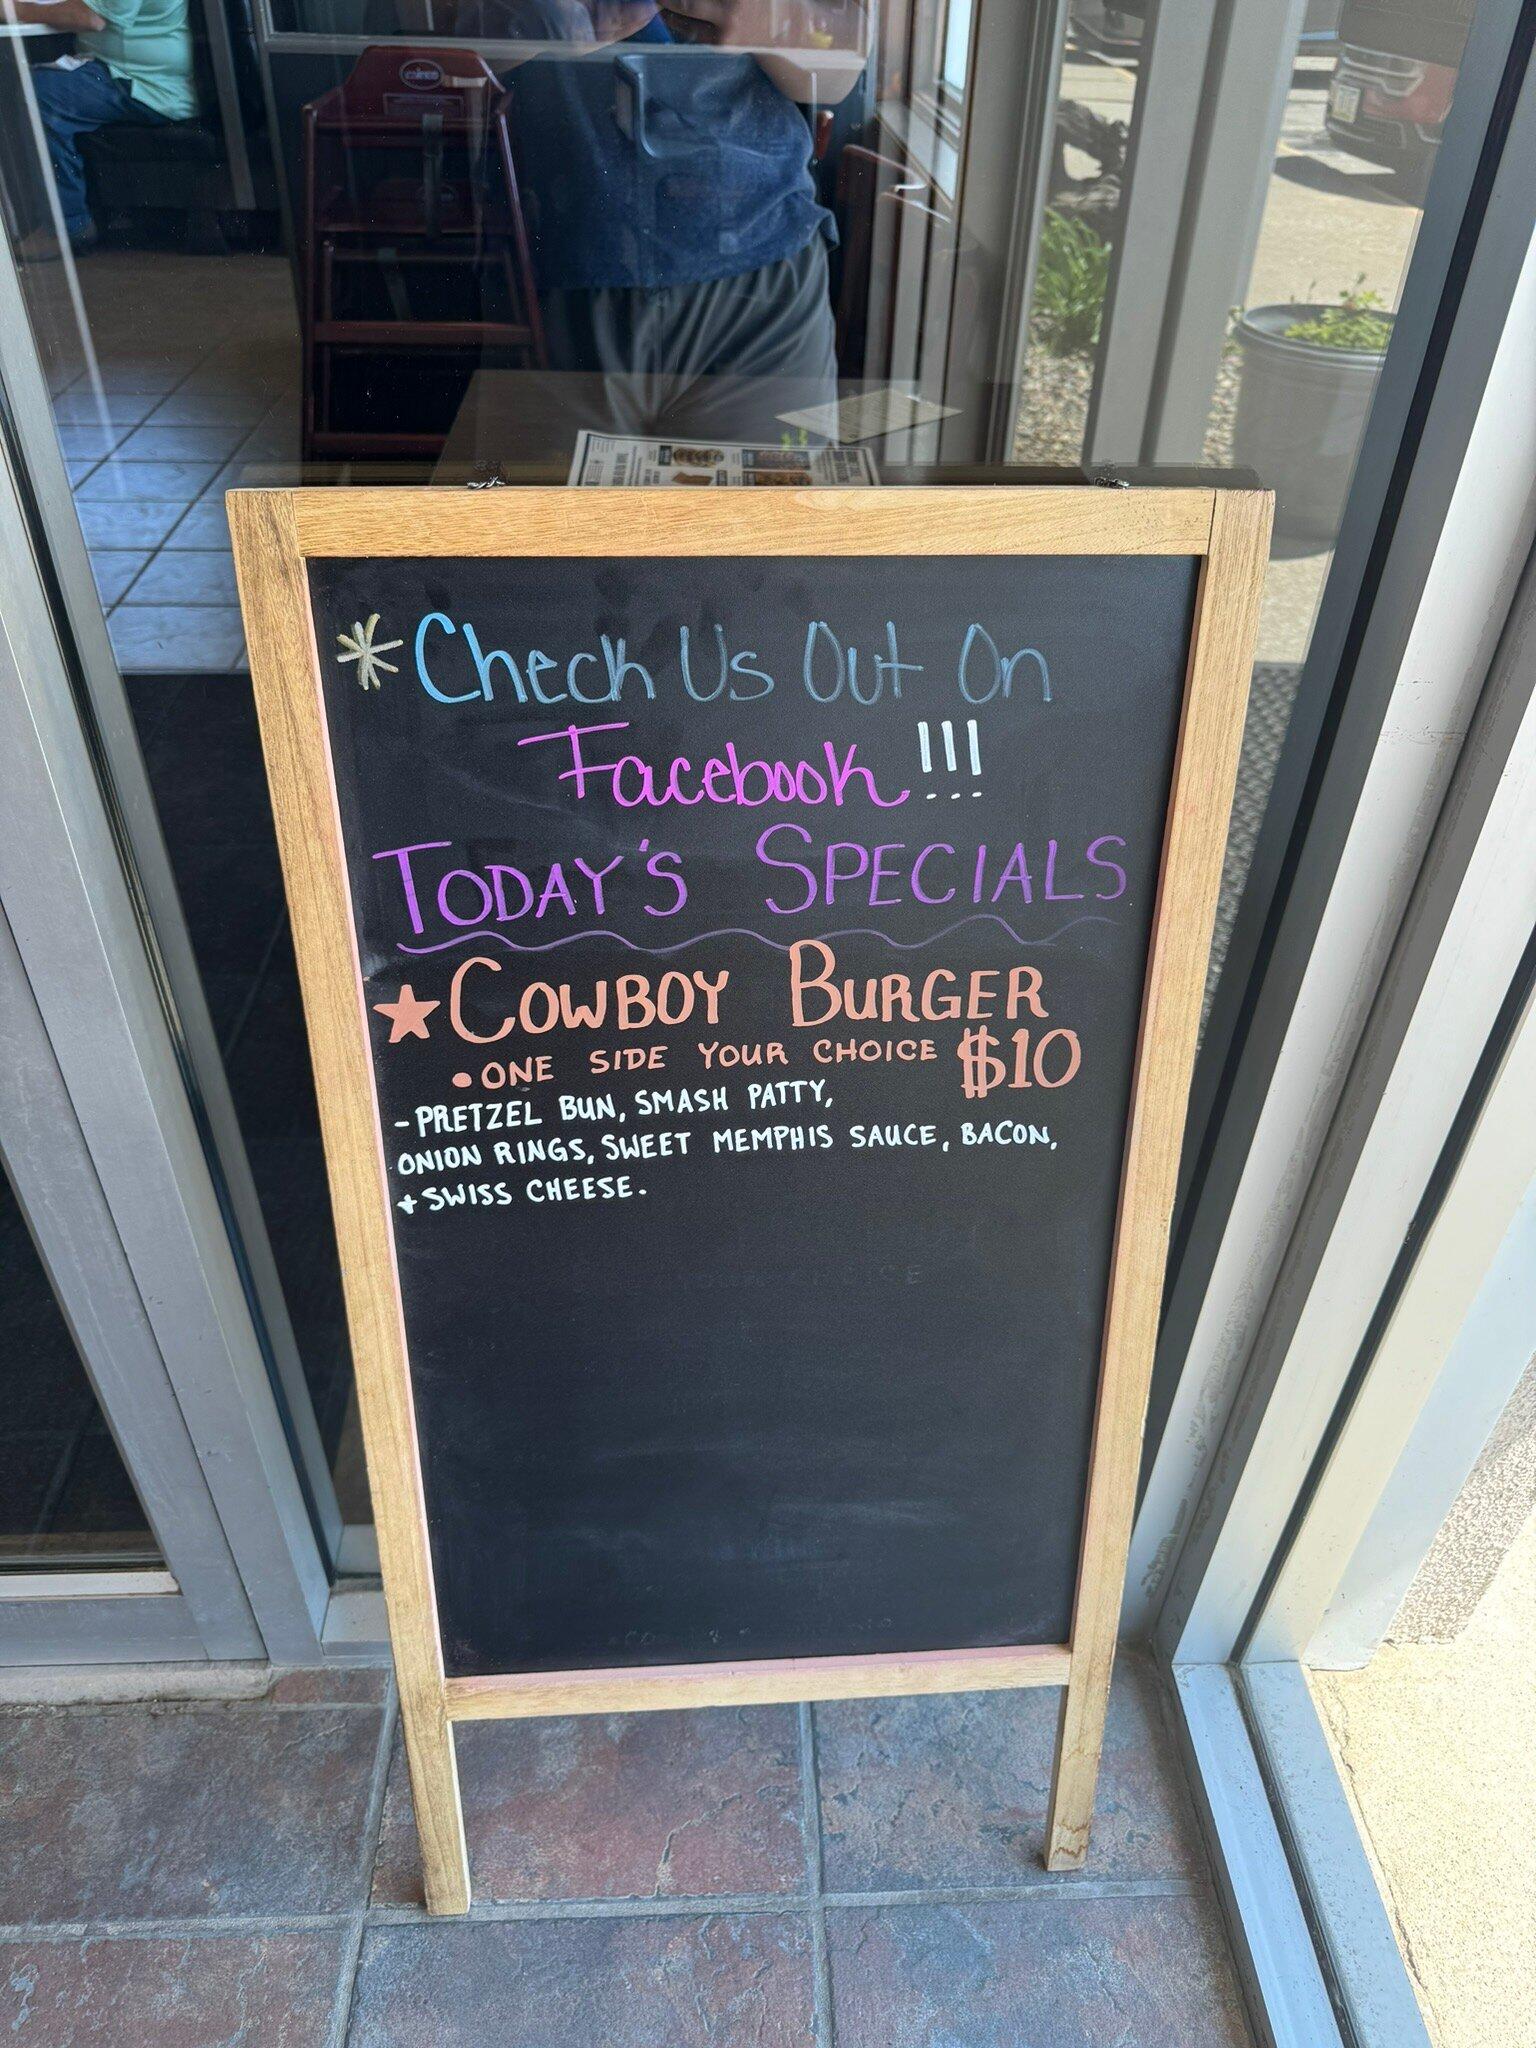 * Check Us Out On
Facebook!!!
TODAY'S SPECIALS
★ COWBOY BURGER
• ONE SIDE YOUR CHOICE $10
- PRETZEL BUN, SMASH PATTY,
ONION RINGS, SWEET MEMPHIS SAUCE, BACON,
+ SWISS CHEESE.